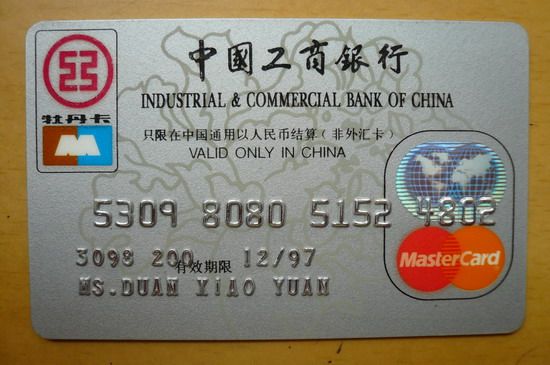 中國工商銀行
INDUSTRIAL & COMMERCIAL BANK OF CHINA
牡丹卡
只限在中国通用以人民币结算（非外汇卡）
VALID ONLY IN CHINA
M
5309 8080 5152 4802
3098 200 12/97
有效期限
MS.DUAN XiAO YUAN
MasterCard